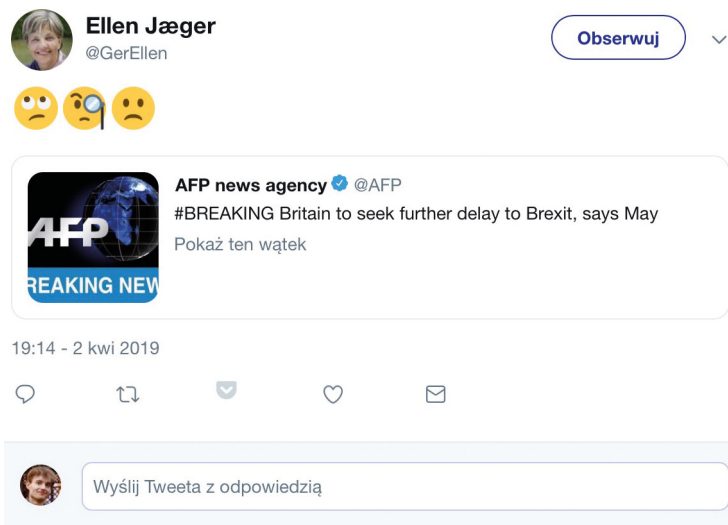 Ellen Jæger
@GerEllen
Obserwuj
🙄🧐🙁
AFP news agency @AFP
#BREAKING Britain to seek further delay to Brexit, says May
Pokaż ten wątek
AFP
REAKING NEW
19:14 - 2 kwi 2019
Wyślij Tweeta z odpowiedzią